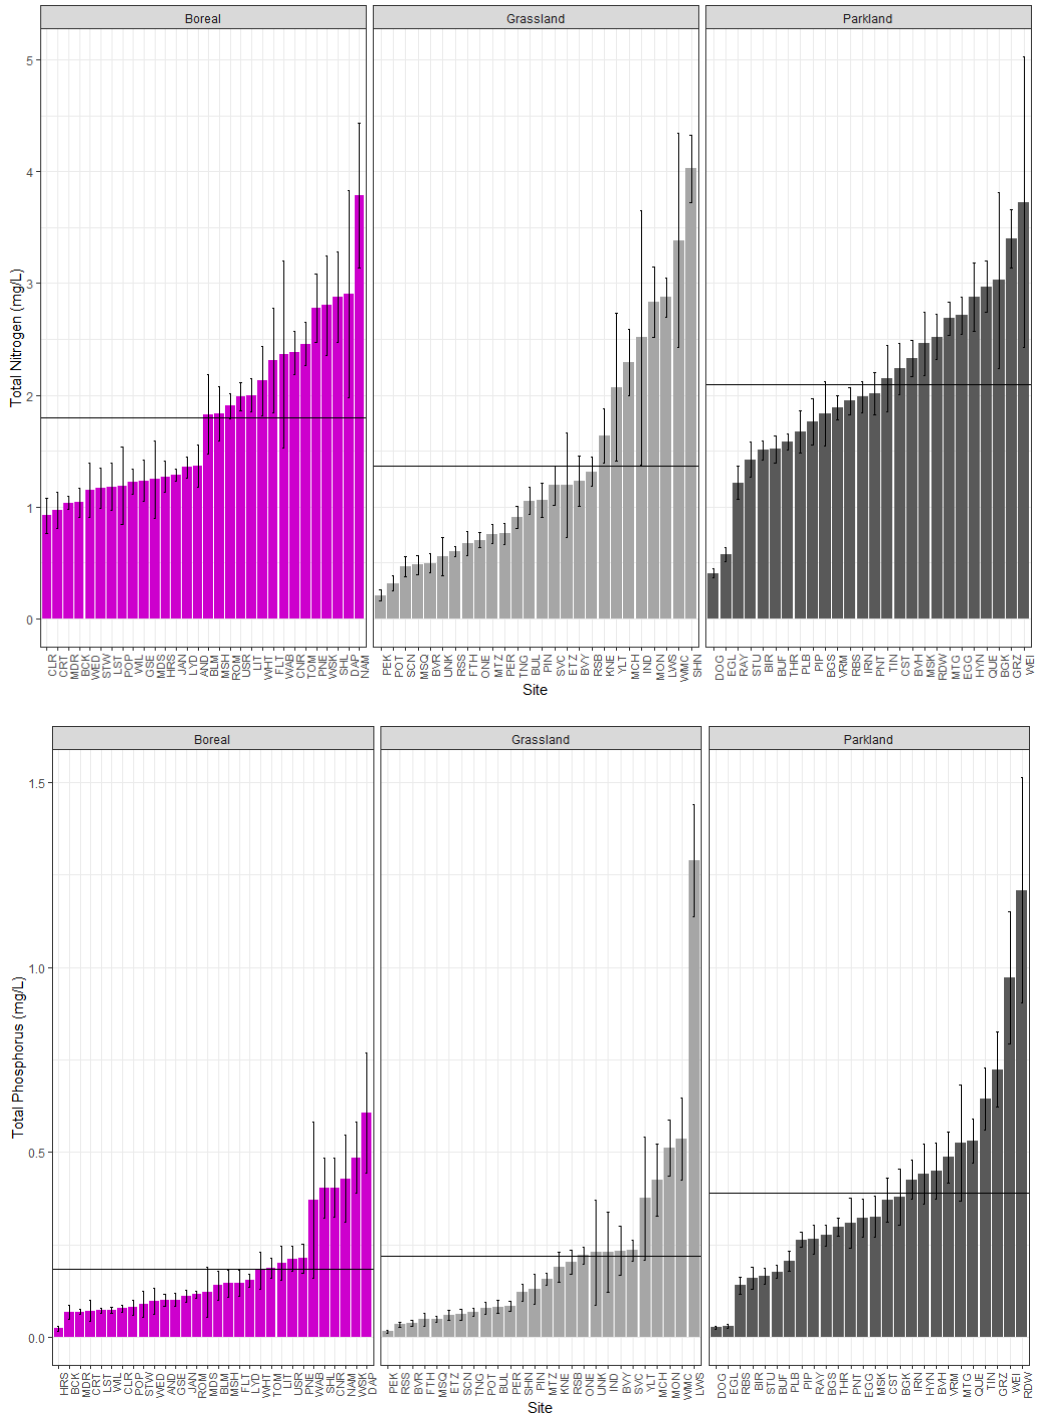 Boreal Grassland Parkland
Total Nitrogen (mg/L)
5
4
3
2
1
0
CLR CRT MDR BCK WED STW LST POP WIL GSE MDS HRS JAN LYD AND BLM MSH ROM USR LIT WHT FLT WAB CNR TOM PNE WSK SHL DAP NAM
PEK POT SCN MSQ BVR UNK RSS FTH ONE MTZ PER TNG BUL PIN SVC ETZ BVY RSB KNE YLT MCH IND MON LWS WMC SHN
DOG EGL RAY STU BIR BUF THR PLB PIP BGS VRM RBS IRN PNT TIN CST BVH MSK RDW MTG EGG HYN QUE BGK GRZ WEI
Site
Boreal Grassland Parkland
Total Phosphorus (mg/L)
1.5
1.0
0.5
0.0
HRS BCK MDR CRT LST WIL CLR POP STW WED AND GSE JAN ROM MDS BLM MSH FLT LYD WHT TOM LIT USR PNE WAB SHL CNR NAM WSK DAP
PEK RSS BVR FTH MSQ ETZ SCN TNG POT BUL PER SHN PIN MTZ KNE RSB ONE UNK IND BVY SVC YLT MCH MON WMC LWS
DOG EGL RBS BIR STU BUF PLB PIP RAY BGS THR PNT EGG MSK CST BGK IRN HYN BVH VRM MTG QUE TIN GRZ WEI RDW
Site